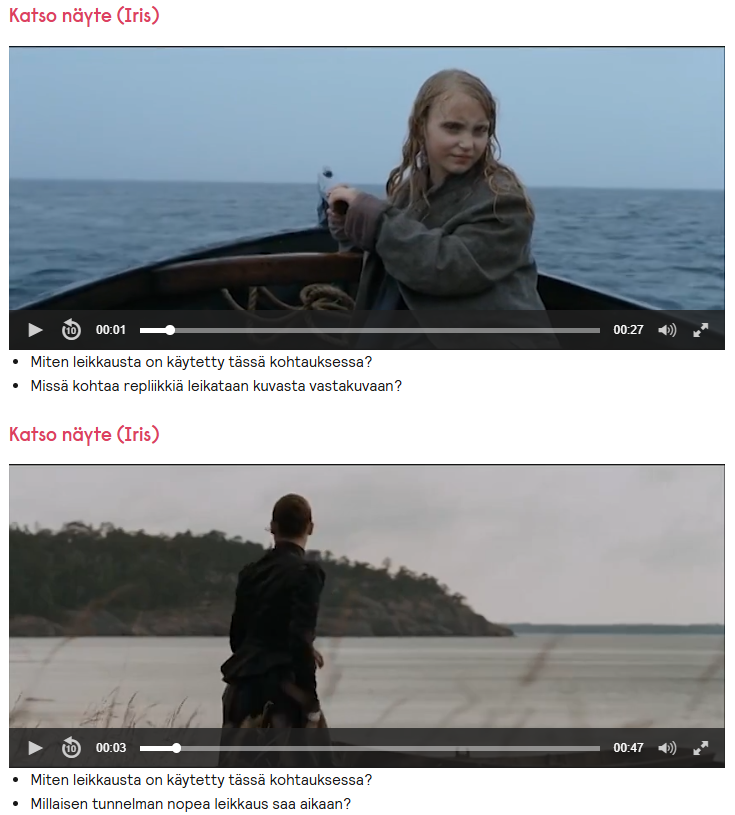 Katso näyte (Iris)
10 00:01 00:27
Miten leikkausta on käytetty tässä kohtauksessa?
Missä kohtaa repliikkiä leikataan kuvasta vastakuvaan?
Katso näyte (Iris)
10 00:03 00:47
Miten leikkausta on käytetty tässä kohtauksessa?
Millaisen tunnelman nopea leikkaus saa aikaan?